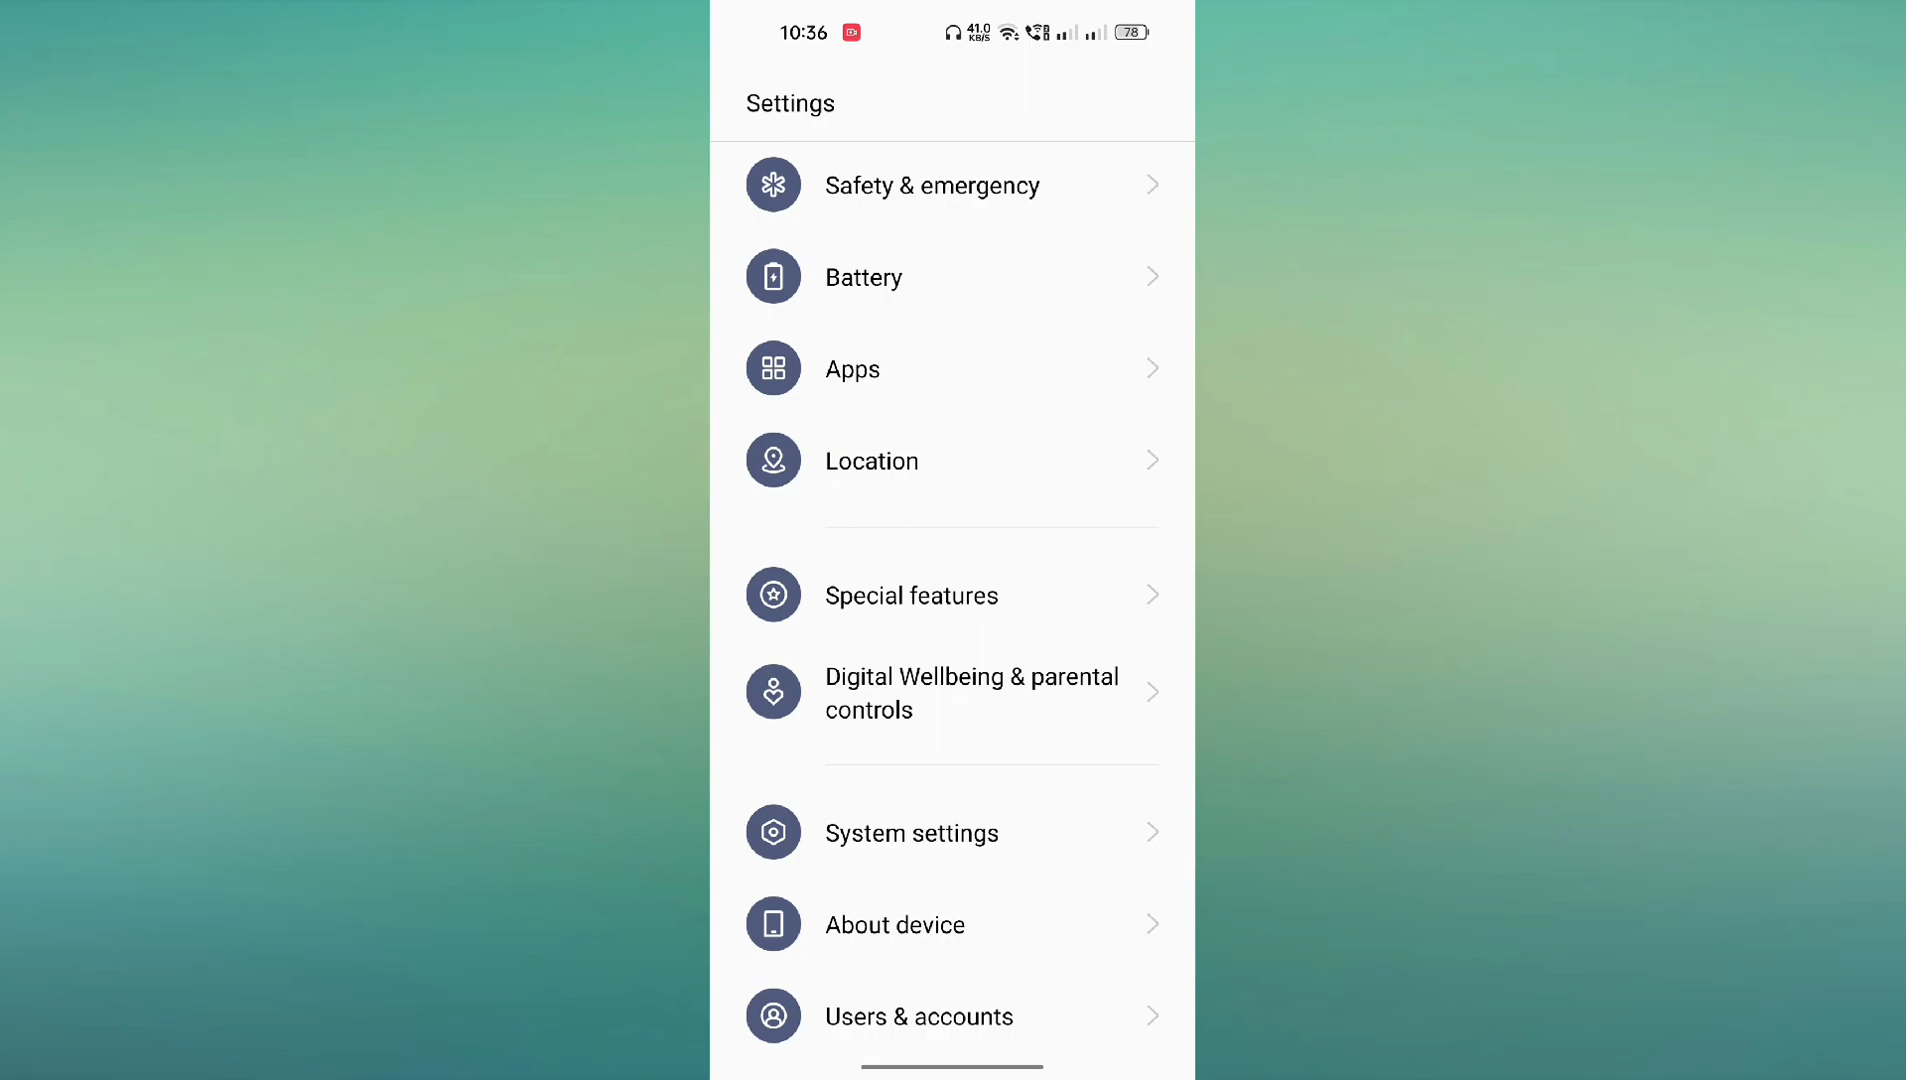 10:36 41.0 KB/S 78
Settings
Safety & emergency
Battery
Apps
Location
Special features
Digital Wellbeing & parental
controls
System settings
About device
Users & accounts